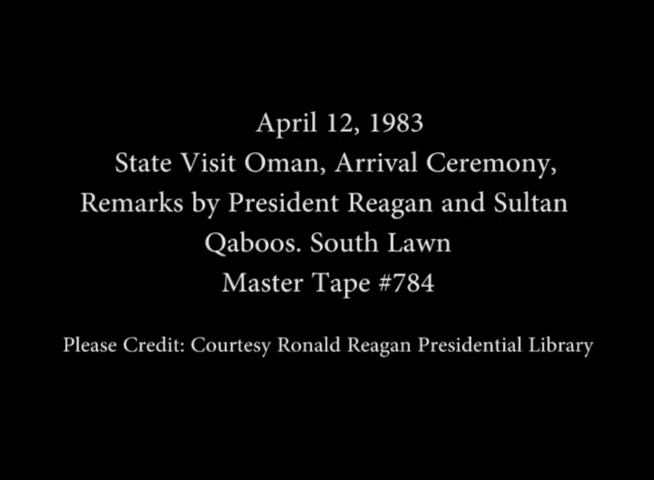 April 12, 1983
State Visit Oman, Arrival Ceremony,
Remarks by President Reagan and Sultan
Qaboos. South Lawn
Master Tape #784
Please Credit: Courtesy Ronald Reagan Presidential Library